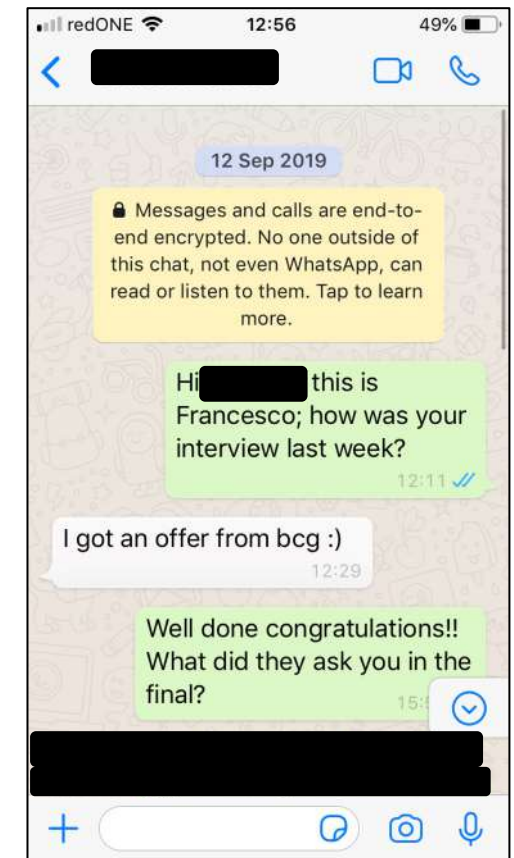 redONE 12:56 49%
12 Sep 2019
Messages and calls are end-to-
end encrypted. No one outside of
this chat, not even WhatsApp, can
read or listen to them. Tap to learn
more.
Hi this is
Francesco; how was your
interview last week?
12:11
I got an offer from bcg :)
12:29
Well done congratulations!!
What did they ask you in the
final?